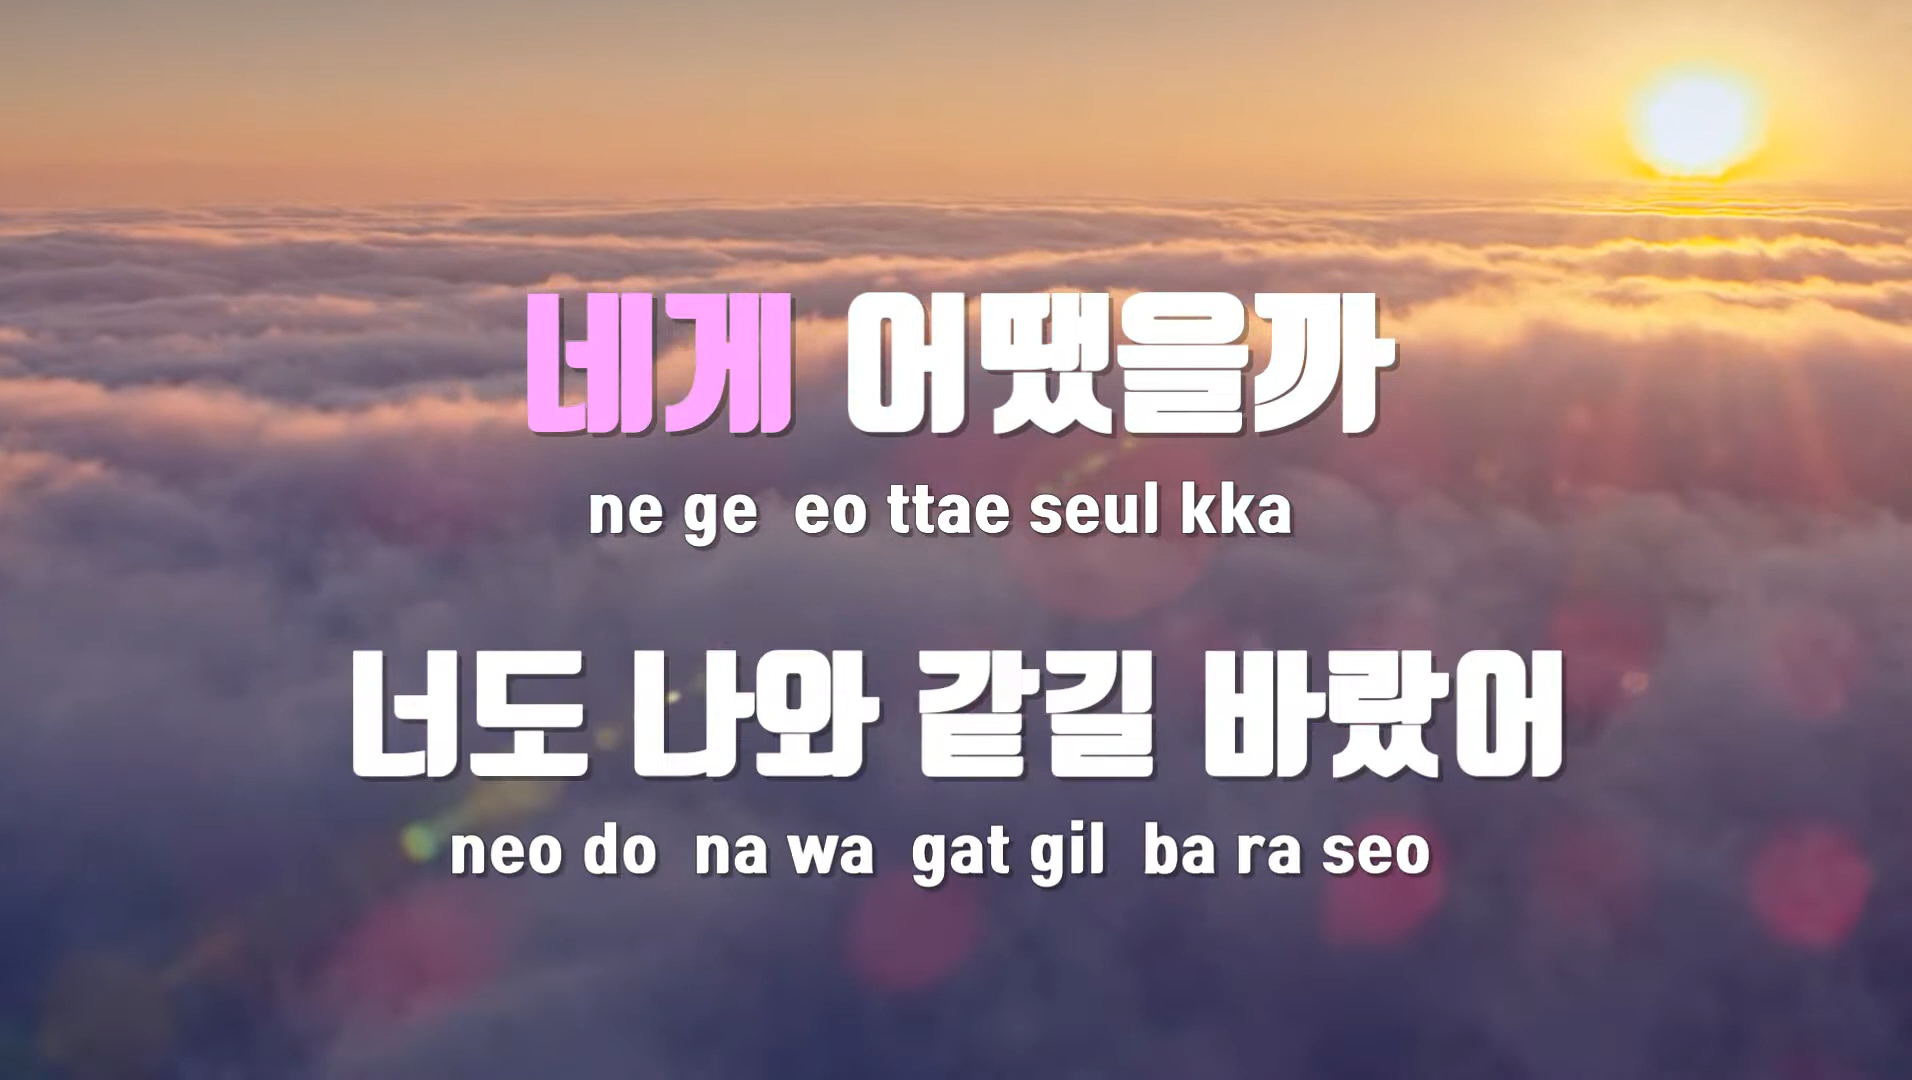 네게 어땠을까
ne ge eo ttae seul kka
너도 나와 같길 바랐어
neo do na wa gat gil ba ra seo